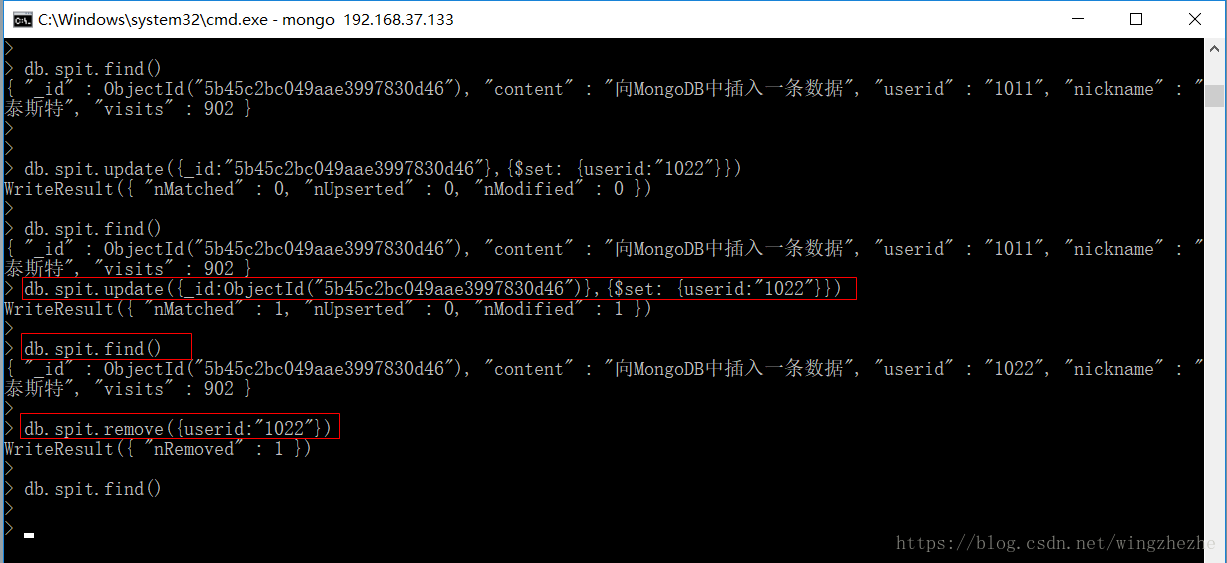 C:\Windows\system32\cmd.exe - mongo  192.168.37.133
>
> db.spit.find()
{ "_id" : ObjectId("5b45c2bc049aae3997830d46"), "content" : "向MongoDB中插入一条数据", "userid" : "1011", "nickname" : "
泰斯特", "visits" : 902 }
>
>
> db.spit.update({_id:"5b45c2bc049aae3997830d46"},{$set: {userid:"1022"}})
WriteResult({ "nMatched" : 0, "nUpserted" : 0, "nModified" : 0 })
>
> db.spit.find()
{ "_id" : ObjectId("5b45c2bc049aae3997830d46"), "content" : "向MongoDB中插入一条数据", "userid" : "1011", "nickname" : "
泰斯特", "visits" : 902 }
> db.spit.update({_id:ObjectId("5b45c2bc049aae3997830d46")},{$set: {userid:"1022"}})
WriteResult({ "nMatched" : 1, "nUpserted" : 0, "nModified" : 1 })
>
> db.spit.find()
{ "_id" : ObjectId("5b45c2bc049aae3997830d46"), "content" : "向MongoDB中插入一条数据", "userid" : "1022", "nickname" : "
泰斯特", "visits" : 902 }
>
> db.spit.remove({userid:"1022"})
WriteResult({ "nRemoved" : 1 })
>
> db.spit.find()
>
>
https://blog.csdn.net/wingzhezhe